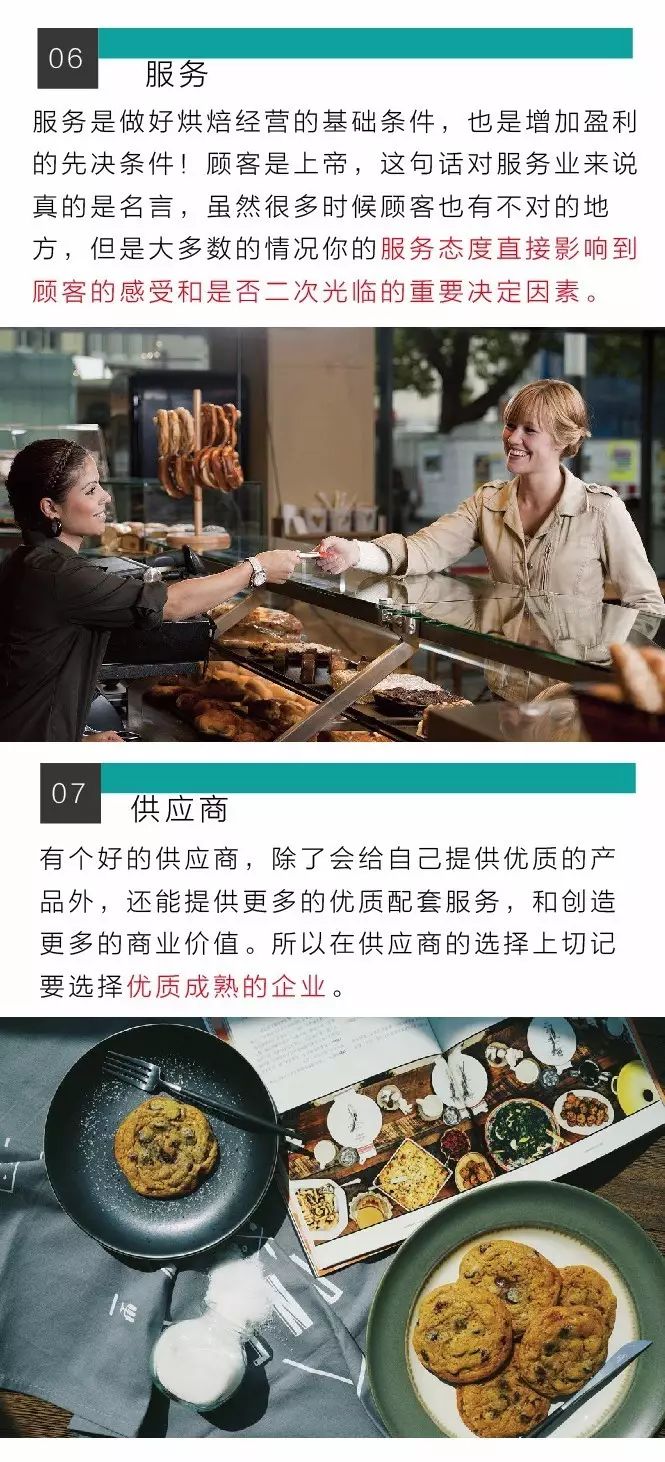 06
服务
服务是做好烘焙经营的基础条件，也是增加盈利
的先决条件！顾客是上帝，这句话对服务业来说
真的是名言，虽然很多时候顾客也有不对的地
方，但是大多数的情况你的服务态度直接影响到
顾客的感受和是否二次光临的重要决定因素。
07
供应商
有个好的供应商，除了会给自己提供优质的产
品外，还能提供更多的优质配套服务，和创造
更多的商业价值。所以在供应商的选择上切记
要选择优质成熟的企业。